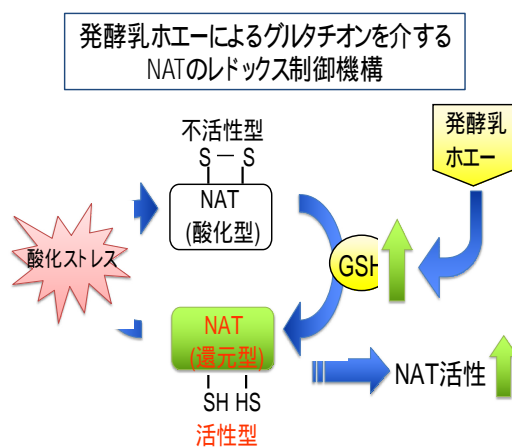 発酵乳ホエーによるグルタチオンを介する
NATのレドックス制御機構
不活性型
S － S
NAT
(酸化型)
発酵乳
ホエー
酸化ストレス
GSH
NAT
(還元型)
SH HS
活性型
NAT活性